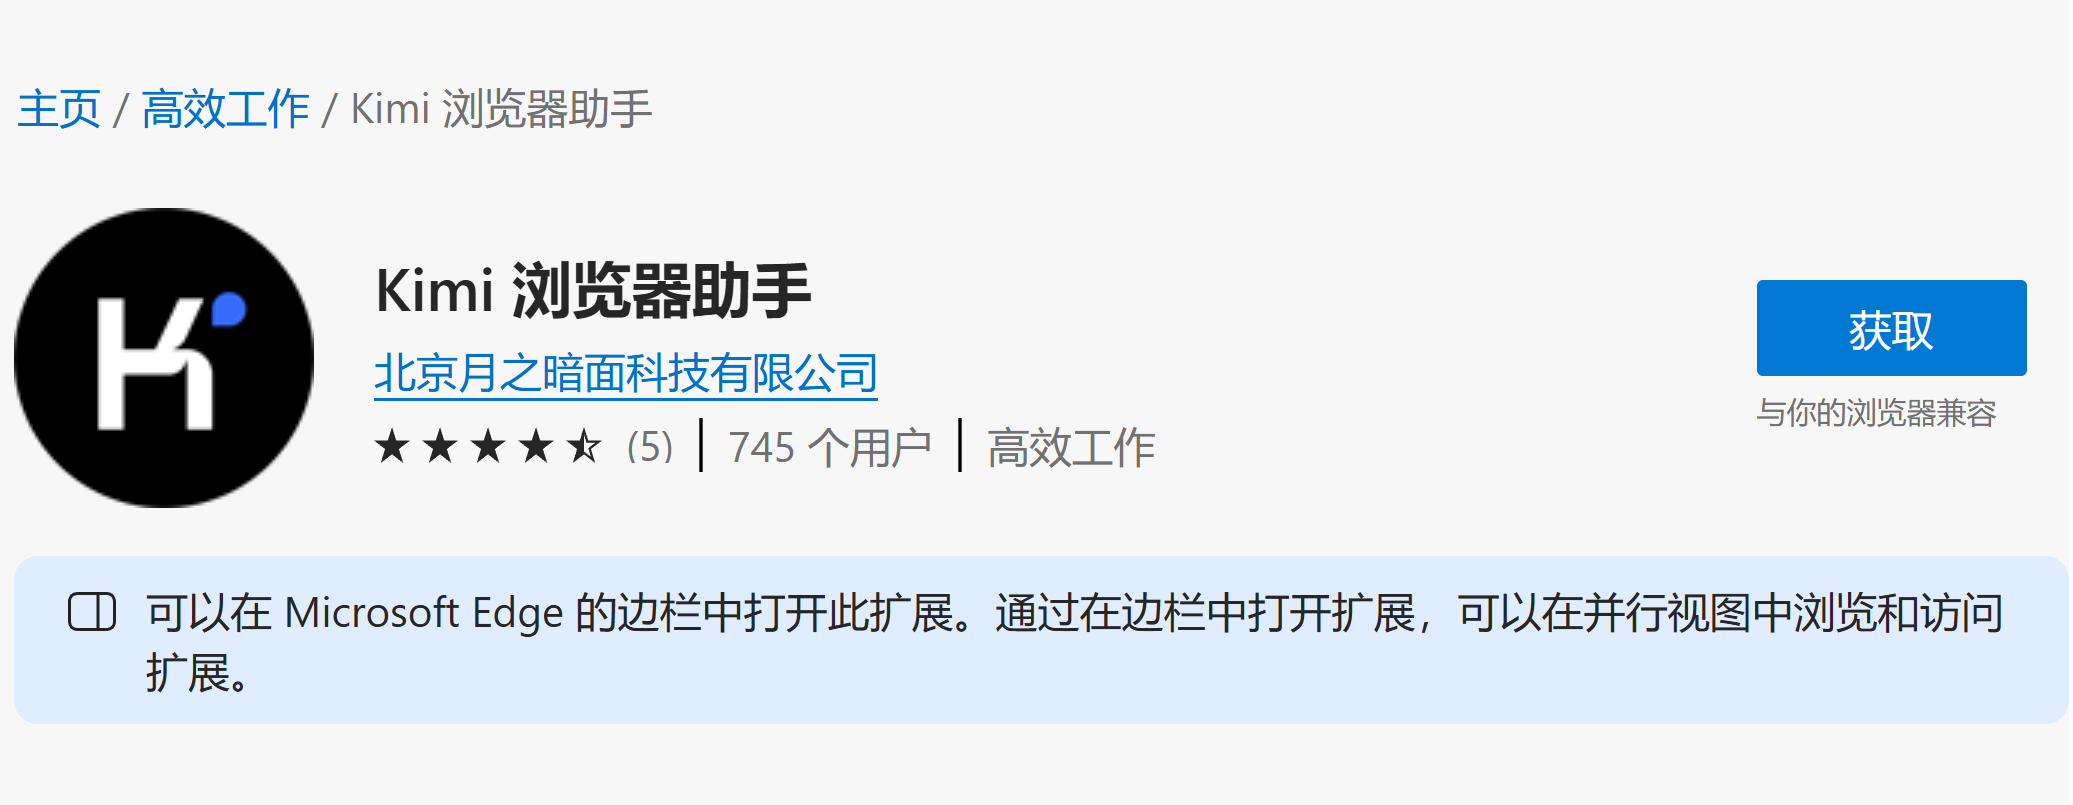 主页 / 高效工作 / Kimi 浏览器助手
Kimi 浏览器助手
北京月之暗面科技有限公司
(5) | 745 个用户 | 高效工作
获取
与你的浏览器兼容
可以在 Microsoft Edge 的边栏中打开此扩展。通过在边栏中打开扩展，可以在并行视图中浏览和访问
扩展。